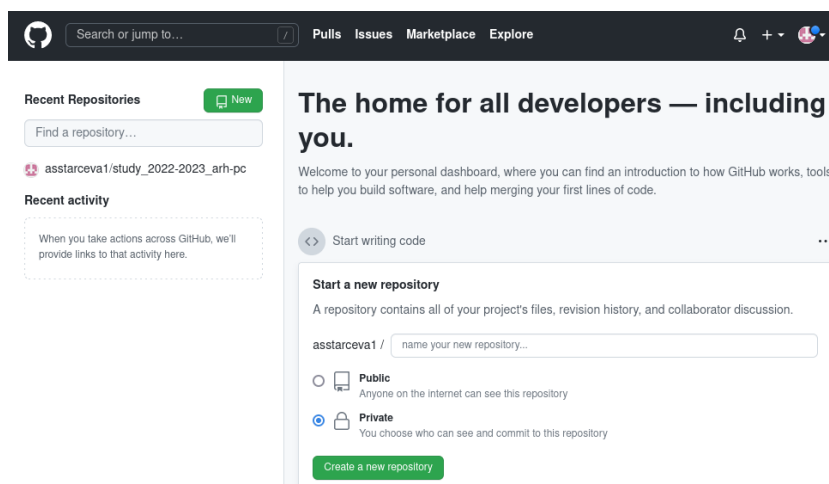 Search or jump to…
/
Pulls Issues Marketplace Explore
Recent Repositories
New
Find a repository…
asstarceva1/study_2022-2023_arh-pc
Recent activity
When you take actions across GitHub, we'll
provide links to that activity here.
The home for all developers — including
you.
Welcome to your personal dashboard, where you can find an introduction to how GitHub works, tools
to help you build software, and help merging your first lines of code.
Start writing code
Start a new repository
A repository contains all of your project's files, revision history, and collaborator discussion.
asstarceva1 /
name your new repository...
Public
Anyone on the internet can see this repository
Private
You choose who can see and commit to this repository
Create a new repository